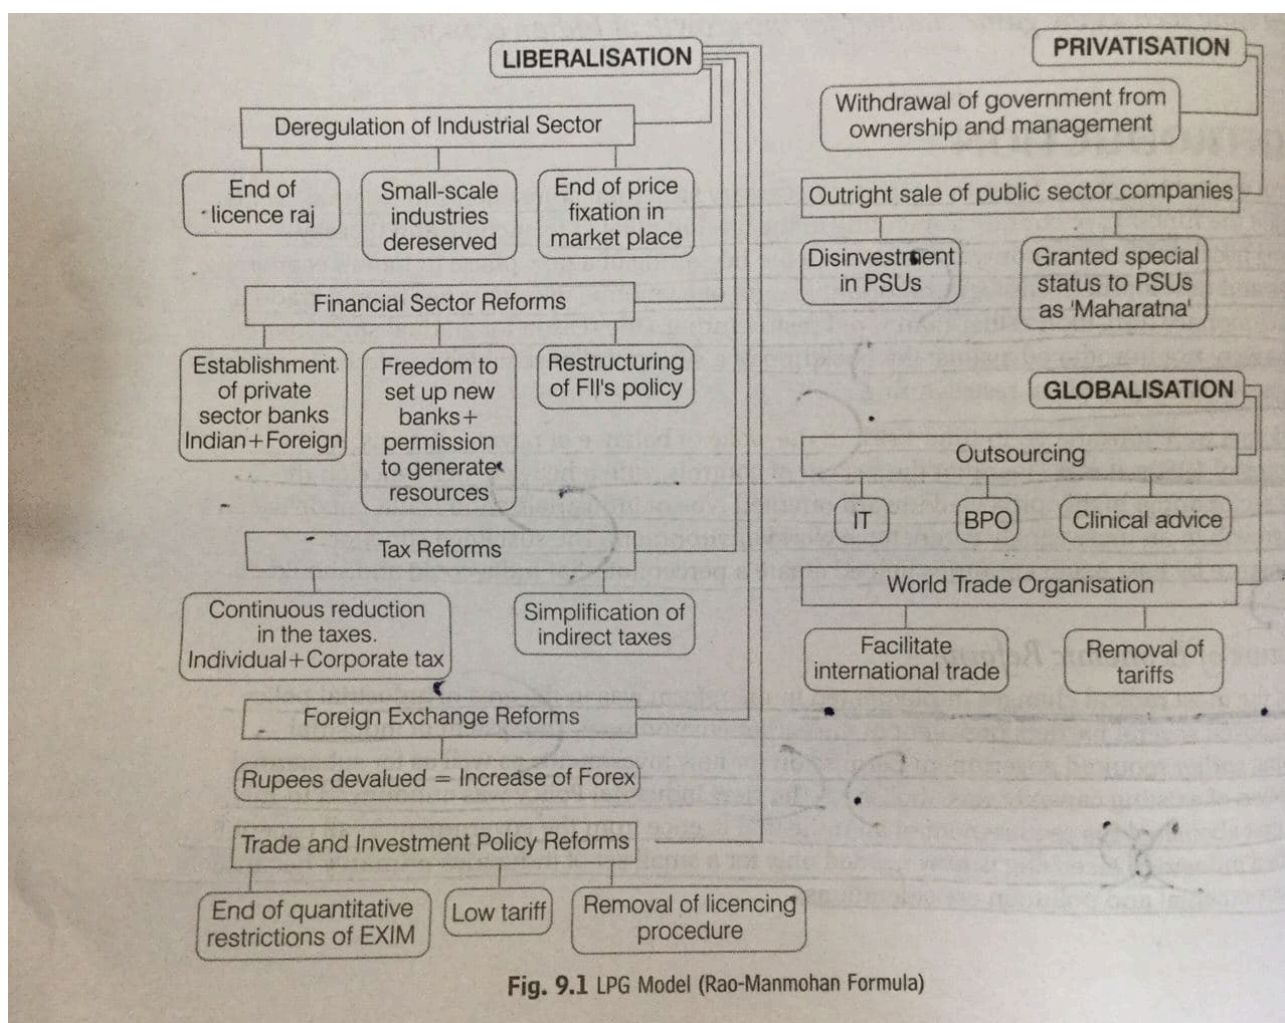 LIBERALISATION
Deregulation of Industrial Sector
End of
licence raj
Small-scale
industries
dereserved
End of price
fixation in
market place
Financial Sector Reforms
Establishment
of private
sector banks
Indian+Foreign
Freedom to
set up new
banks+
permission
to generate
resources
Restructuring
of FII's policy
Tax Reforms
Continuous reduction
in the taxes.
Individual+Corporate tax
Simplification of
indirect taxes
Foreign Exchange Reforms
Rupees devalued = Increase of Forex
Trade and Investment Policy Reforms
End of quantitative
restrictions of EXIM
Low tariff
Removal of licencing
procedure
PRIVATISATION
Withdrawal of government from
ownership and management
Outright sale of public sector companies
Disinvestment
in PSUs
Granted special
status to PSUs
as 'Maharatna'
GLOBALISATION
Outsourcing
IT
BPO
Clinical advice
World Trade Organisation
Facilitate
international trade
Removal of
tariffs
Fig. 9.1 LPG Model (Rao-Manmohan Formula)